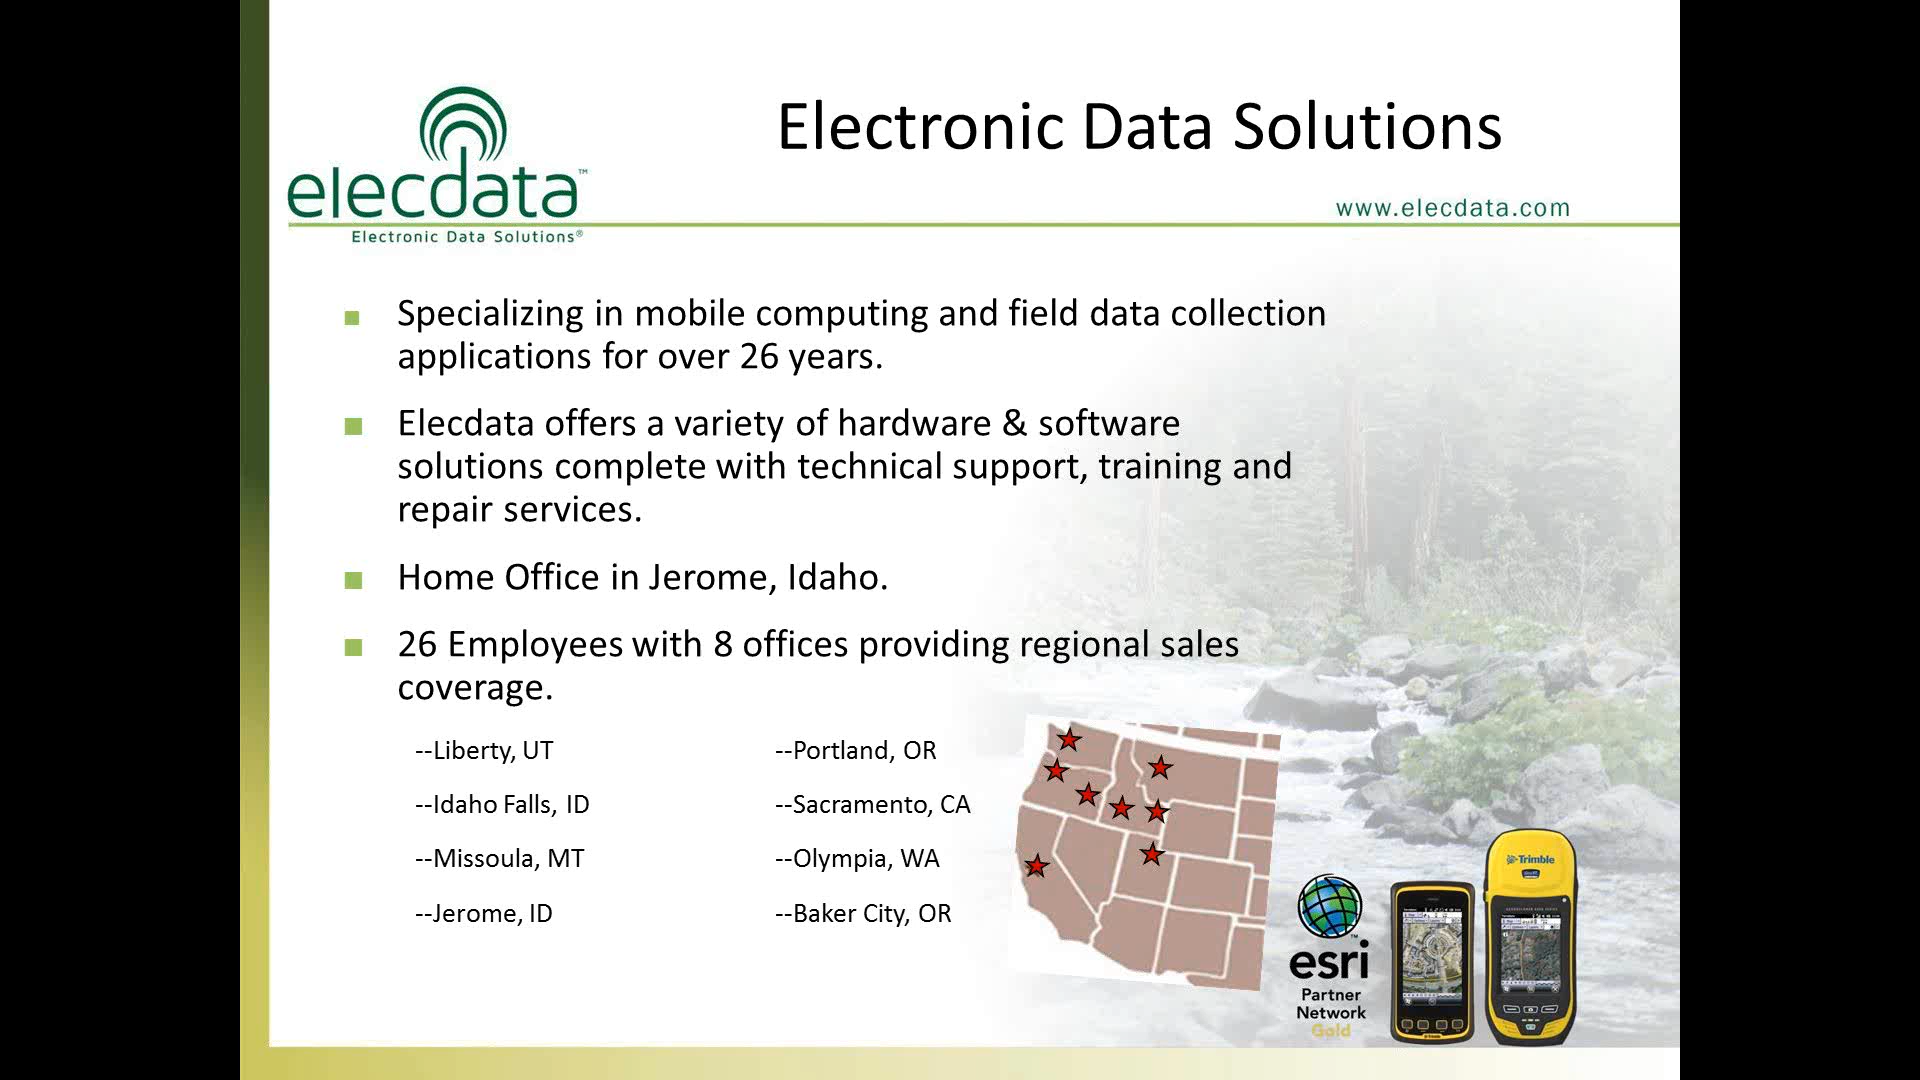 elecdata™
Electronic Data Solutions®
Electronic Data Solutions
www.elecdata.com
Specializing in mobile computing and field data collection
applications for over 26 years.
Elecdata offers a variety of hardware & software
solutions complete with technical support, training and
repair services.
Home Office in Jerome, Idaho.
26 Employees with 8 offices providing regional sales
coverage.
--Liberty, UT
--Idaho Falls, ID
--Missoula, MT
--Jerome, ID
--Portland, OR
--Sacramento, CA
--Olympia, WA
--Baker City, OR
esri™
Partner
Network
Gold
Trimble